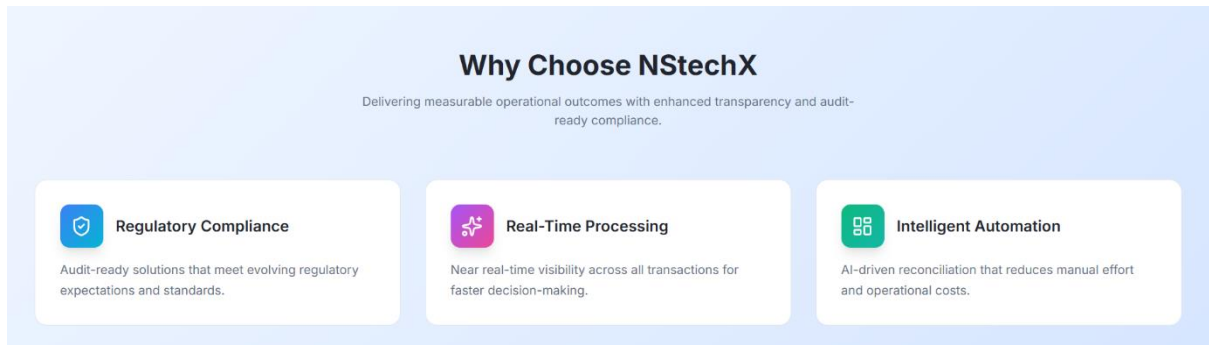 Why Choose NStechX
Delivering measurable operational outcomes with enhanced transparency and audit-
ready compliance.
Regulatory Compliance
Audit-ready solutions that meet evolving regulatory
expectations and standards.
Real-Time Processing
Near real-time visibility across all transactions for
faster decision-making.
Intelligent Automation
AI-driven reconciliation that reduces manual effort
and operational costs.